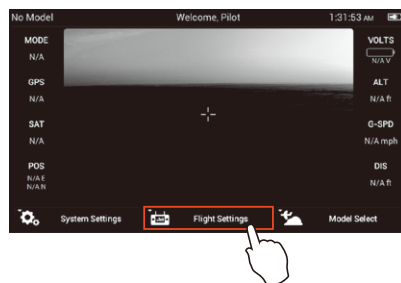 No Model Welcome, Pilot 1:31:53 AM
MODE
N/A
GPS
N/A
SAT
N/A
POS
N/A E
N/A N
VOLTS
N/A V
ALT
N/A ft
G-SPD
N/A mph
DIS
N/A ft
System Settings Flight Settings Model Select